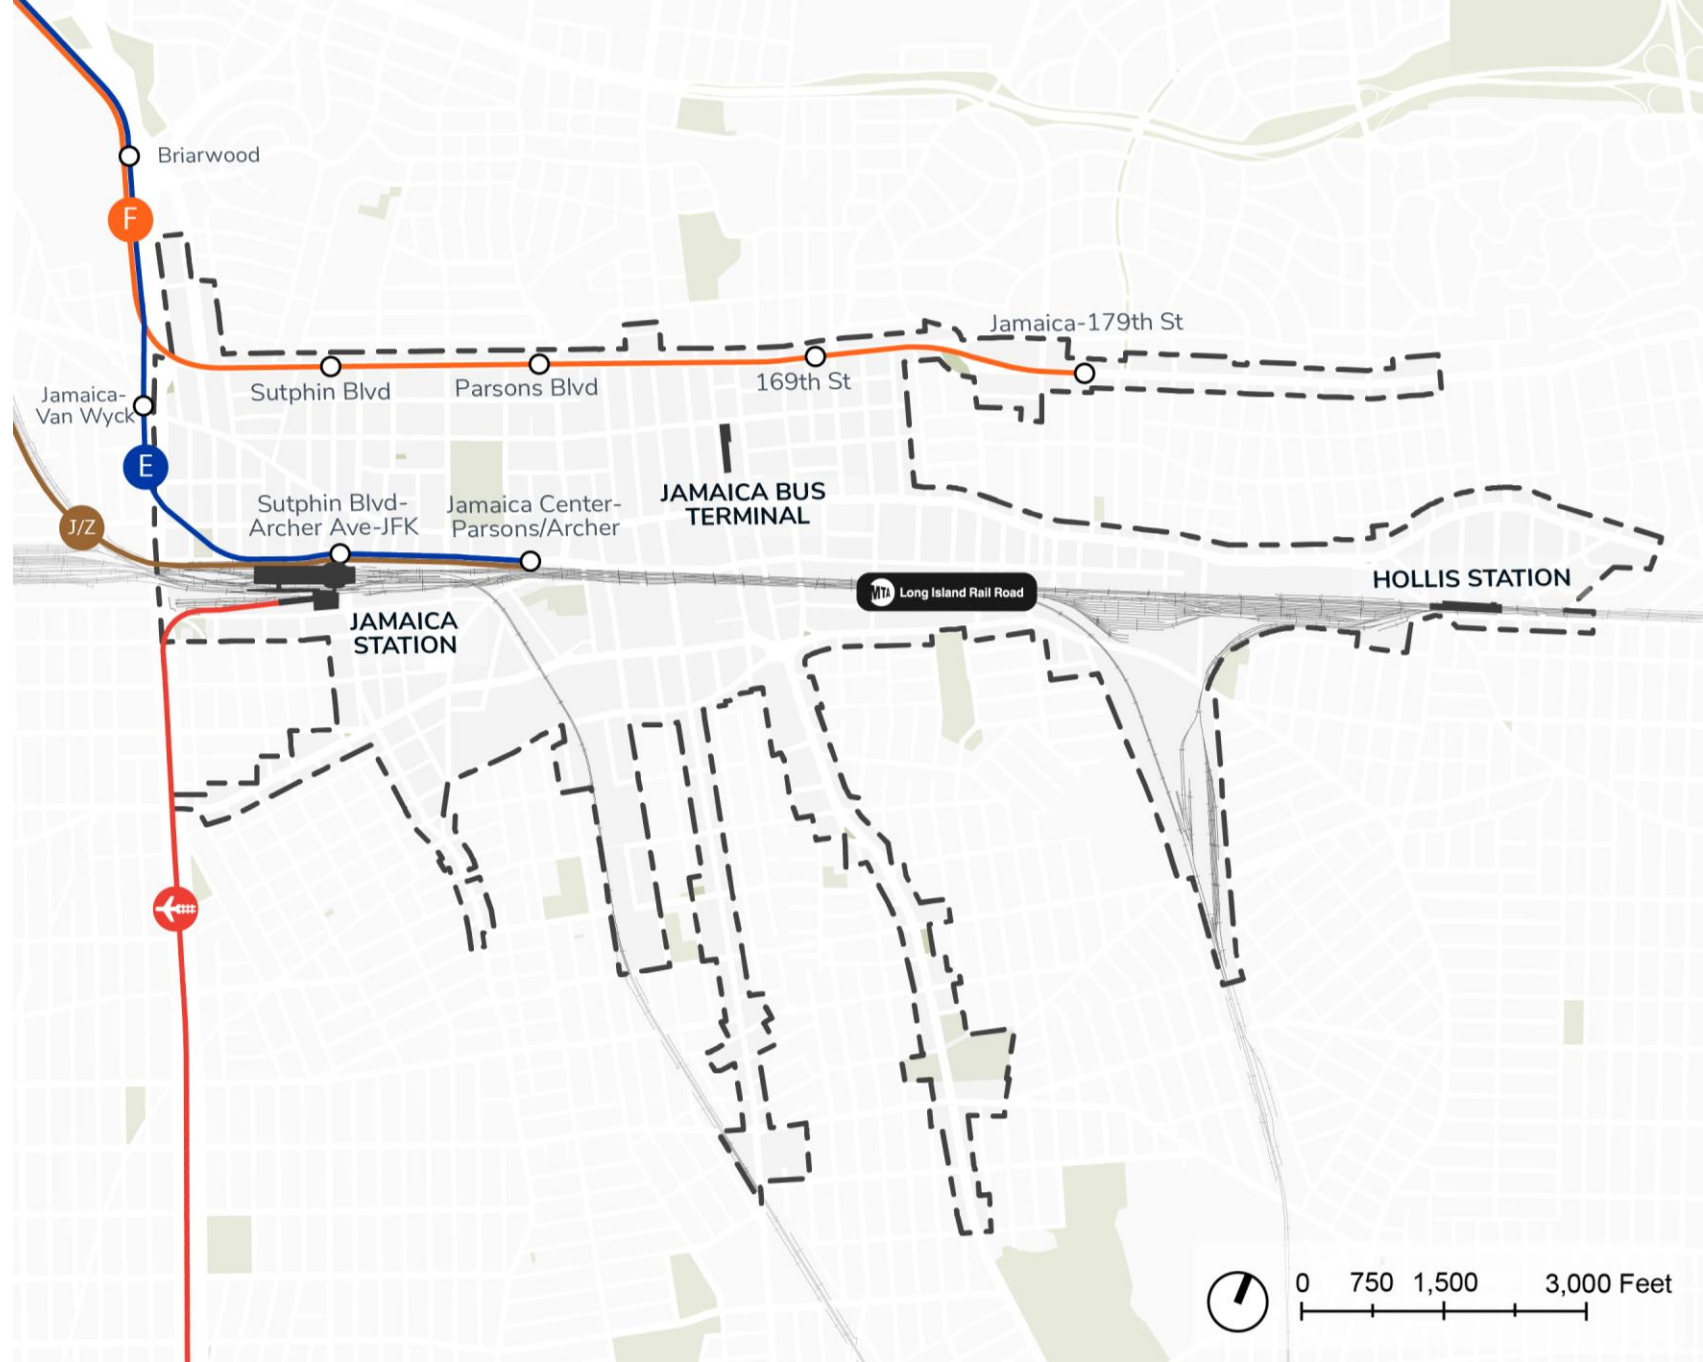 Briarwood
F
Jamaica-179th St
Sutphin Blvd
Parsons Blvd
169th St
Jamaica-
Van Wyck
E
J/Z
Sutphin Blvd-
Archer Ave-JFK
Jamaica Center-
Parsons/Archer
JAMAICA BUS
TERMINAL
MTA Long Island Rail Road
HOLLIS STATION
JAMAICA
STATION
0 750 1,500 3,000 Feet